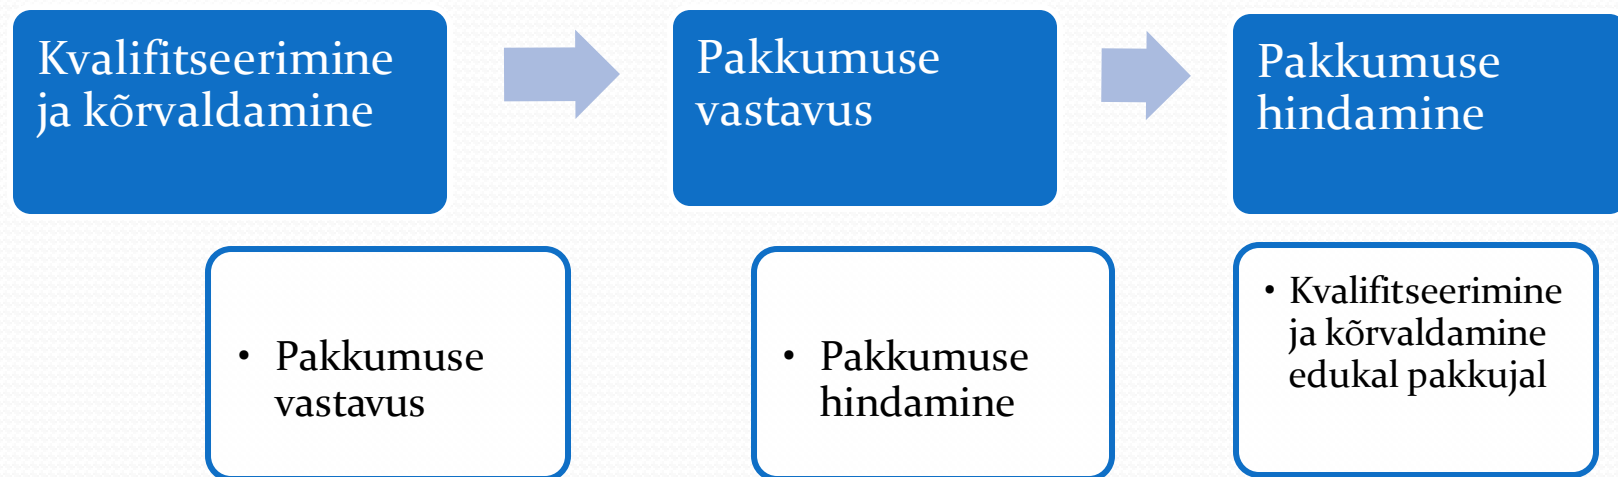 Kvalifitseerimine
ja kõrvaldamine
Pakkumuse
vastavus
Pakkumuse
hindamine
• Pakkumuse
vastavus
• Pakkumuse
hindamine
• Kvalifitseerimine
ja kõrvaldamine
edukal pakkujal